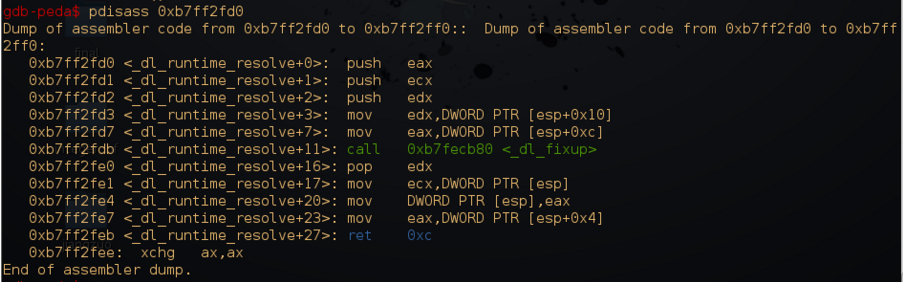 gdb-peda$ pdisass 0xb7ff2fd0
Dump of assembler code from 0xb7ff2fd0 to 0xb7ff2ff0::  Dump of assembler code from 0xb7ff2fd0 to 0xb7ff
2ff0:
   0xb7ff2fd0 <_dl_runtime_resolve+0>:  push   eax
   0xb7ff2fd1 <_dl_runtime_resolve+1>:  push   ecx
   0xb7ff2fd2 <_dl_runtime_resolve+2>:  push   edx
   0xb7ff2fd3 <_dl_runtime_resolve+3>:  mov    edx,DWORD PTR [esp+0x10]
   0xb7ff2fd7 <_dl_runtime_resolve+7>:  mov    eax,DWORD PTR [esp+0xc]
   0xb7ff2fdb <_dl_runtime_resolve+11>: call   0xb7fecb80 <_dl_fixup>
   0xb7ff2fe0 <_dl_runtime_resolve+16>: pop    edx
   0xb7ff2fe1 <_dl_runtime_resolve+17>: mov    ecx,DWORD PTR [esp]
   0xb7ff2fe4 <_dl_runtime_resolve+20>: mov    DWORD PTR [esp],eax
   0xb7ff2fe7 <_dl_runtime_resolve+23>: mov    eax,DWORD PTR [esp+0x4]
   0xb7ff2feb <_dl_runtime_resolve+27>: ret    0xc
   0xb7ff2fee:  xchg   ax,ax
End of assembler dump.